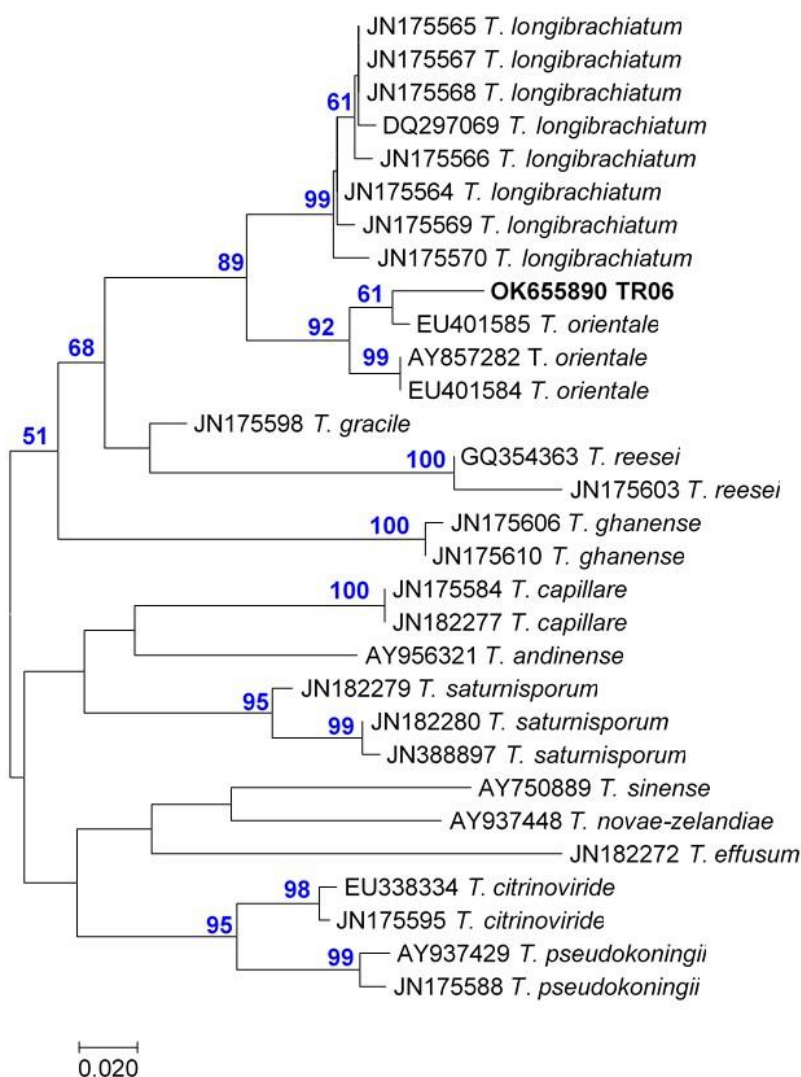 JN175565 T. longibrachiatum
JN175567 T. longibrachiatum
JN175568 T. longibrachiatum
61
DQ297069 T. longibrachiatum
JN175566 T. longibrachiatum
99
JN175564 T. longibrachiatum
JN175569 T. longibrachiatum
JN175570 T. longibrachiatum
89
61
OK655890 TR06
92
EU401585 T. orientale
68
99
AY857282 T. orientale
EU401584 T. orientale
JN175598 T. gracile
51
100
GQ354363 T. reesei
JN175603 T. reesei
100
JN175606 T. ghanense
JN175610 T. ghanense
100
JN175584 T. capillare
JN182277 T. capillare
AY956321 T. andinense
95
JN182279 T. saturnisporum
99
JN182280 T. saturnisporum
JN388897 T. saturnisporum
AY750889 T. sinense
AY937448 T. novae-zelandiae
JN182272 T. effusum
98
EU338334 T. citrinoviride
95
JN175595 T. citrinoviride
99
AY937429 T. pseudokoningii
JN175588 T. pseudokoningii
0.020